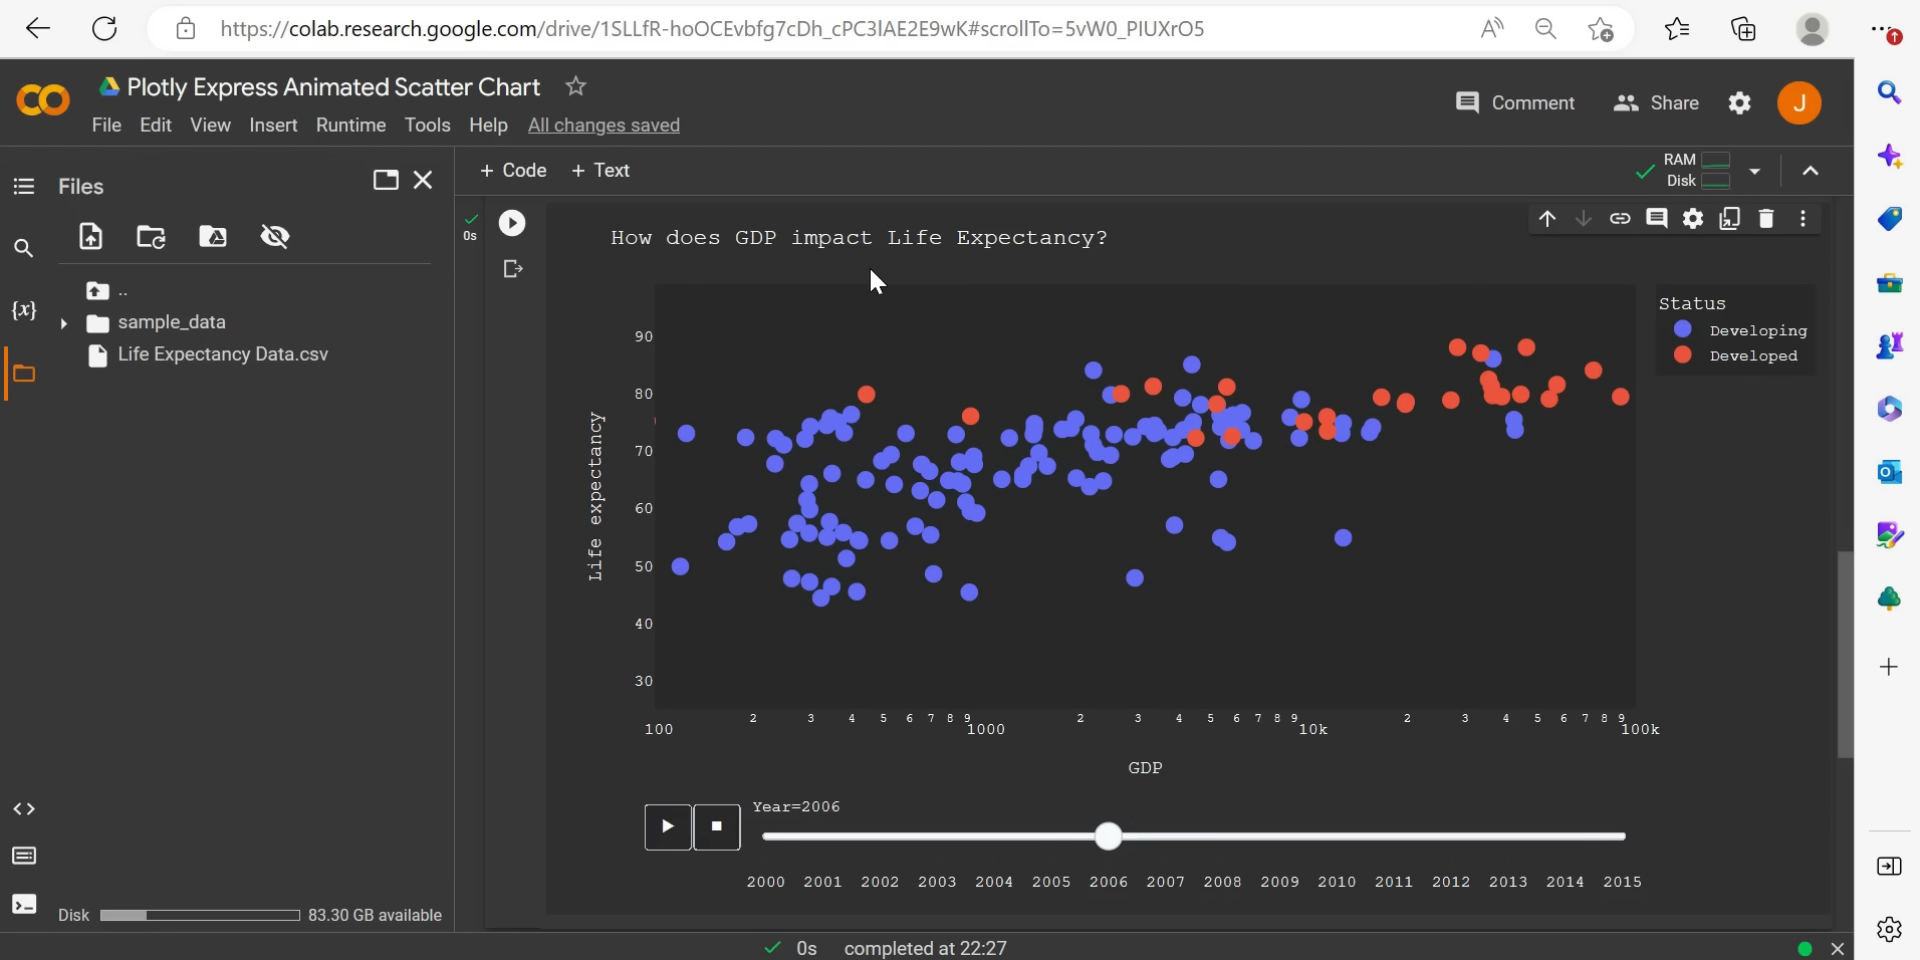 https://colab.research.google.com/drive/1SLLfR-hoOCEvbfg7cDh_cPC3lAE2E9wK#scrollTo=5vW0_PlUXrO5
Plotly Express Animated Scatter Chart
File Edit View Insert Runtime Tools Help All changes saved
Comment Share J
Files
+ Code + Text
RAM
Disk
..
sample_data
Life Expectancy Data.csv
{x}
0s
How does GDP impact Life Expectancy?
Status
Developing
Developed
90
80
70
60
50
40
30
Life expectancy
2 3 4 5 6 7 8 9 2 3 4 5 6 7 8 9 2 3 4 5 6 7 8 9
100 1000 10k 100k
GDP
Year=2006
2000 2001 2002 2003 2004 2005 2006 2007 2008 2009 2010 2011 2012 2013 2014 2015
Disk 83.30 GB available
0s completed at 22:27